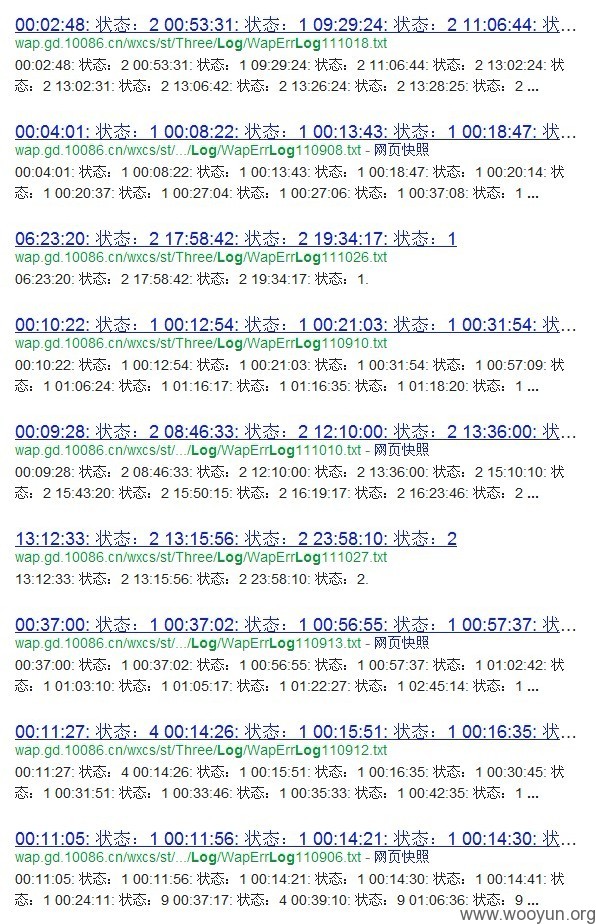 00:02:48: 状态：2 00:53:31: 状态：1 09:29:24: 状态：2 11:06:44: 状...
wap.gd.10086.cn/wxcs/st/Three/Log/WapErrLog111018.txt
00:02:48: 状态：2 00:53:31: 状态：1 09:29:24: 状态：2 11:06:44: 状态：2 13:02:24: 状
态：2 13:02:31: 状态：2 13:06:42: 状态：2 13:26:24: 状态：2 13:28:25: 状态：2 ...
00:04:01: 状态：1 00:08:22: 状态：1 00:13:43: 状态：1 00:18:47: 状...
wap.gd.10086.cn/wxcs/st/.../Log/WapErrLog110908.txt - 网页快照
00:04:01: 状态：1 00:08:22: 状态：1 00:13:43: 状态：1 00:18:47: 状态：1 00:20:14: 状
态：1 00:20:37: 状态：1 00:27:04: 状态：1 00:27:06: 状态：1 00:37:08: 状态：1 ...
06:23:20: 状态：2 17:58:42: 状态：2 19:34:17: 状态：1
wap.gd.10086.cn/wxcs/st/Three/Log/WapErrLog111026.txt
06:23:20: 状态：2 17:58:42: 状态：2 19:34:17: 状态：1.
00:10:22: 状态：1 00:12:54: 状态：1 00:21:03: 状态：1 00:31:54: 状...
wap.gd.10086.cn/wxcs/st/Three/Log/WapErrLog110910.txt
00:10:22: 状态：1 00:12:54: 状态：1 00:21:03: 状态：1 00:31:54: 状态：1 00:57:09: 状
态：1 01:06:24: 状态：1 01:16:17: 状态：1 01:16:35: 状态：1 01:18:20: 状态：1 ...
00:09:28: 状态：2 08:46:33: 状态：2 12:10:00: 状态：2 13:36:00: 状...
wap.gd.10086.cn/wxcs/st/.../Log/WapErrLog111010.txt - 网页快照
00:09:28: 状态：2 08:46:33: 状态：2 12:10:00: 状态：2 13:36:00: 状态：2 15:10:10: 状
态：2 15:43:20: 状态：2 15:50:15: 状态：2 16:19:17: 状态：2 16:23:46: 状态：2 ...
13:12:33: 状态：2 13:15:56: 状态：2 23:58:10: 状态：2
wap.gd.10086.cn/wxcs/st/Three/Log/WapErrLog111027.txt
13:12:33: 状态：2 13:15:56: 状态：2 23:58:10: 状态：2.
00:37:00: 状态：1 00:37:02: 状态：1 00:56:55: 状态：1 00:57:37: 状...
wap.gd.10086.cn/wxcs/st/.../Log/WapErrLog110913.txt - 网页快照
00:37:00: 状态：1 00:37:02: 状态：1 00:56:55: 状态：1 00:57:37: 状态：1 01:02:42: 状
态：1 01:03:10: 状态：1 01:05:17: 状态：1 01:22:27: 状态：1 02:45:14: 状态：1 ...
00:11:27: 状态：4 00:14:26: 状态：1 00:15:51: 状态：1 00:16:35: 状...
wap.gd.10086.cn/wxcs/st/Three/Log/WapErrLog110912.txt
00:11:27: 状态：4 00:14:26: 状态：1 00:15:51: 状态：1 00:16:35: 状态：1 00:30:45: 状
态：1 00:31:51: 状态：1 00:33:46: 状态：1 00:35:33: 状态：1 00:42:35: 状态：1 ...
00:11:05: 状态：1 00:11:56: 状态：1 00:14:21: 状态：1 00:14:30: 状...
wap.gd.10086.cn/wxcs/st/.../Log/WapErrLog110906.txt - 网页快照
00:11:05: 状态：1 00:11:56: 状态：1 00:14:21: 状态：1 00:14:30: 状态：1 00:14:41: 状
态：1 00:24:11: 状态：9 00:37:17: 状态：4 00:39:10: 状态：9 01:06:36: 状态：9 ...
www.wooyun.org